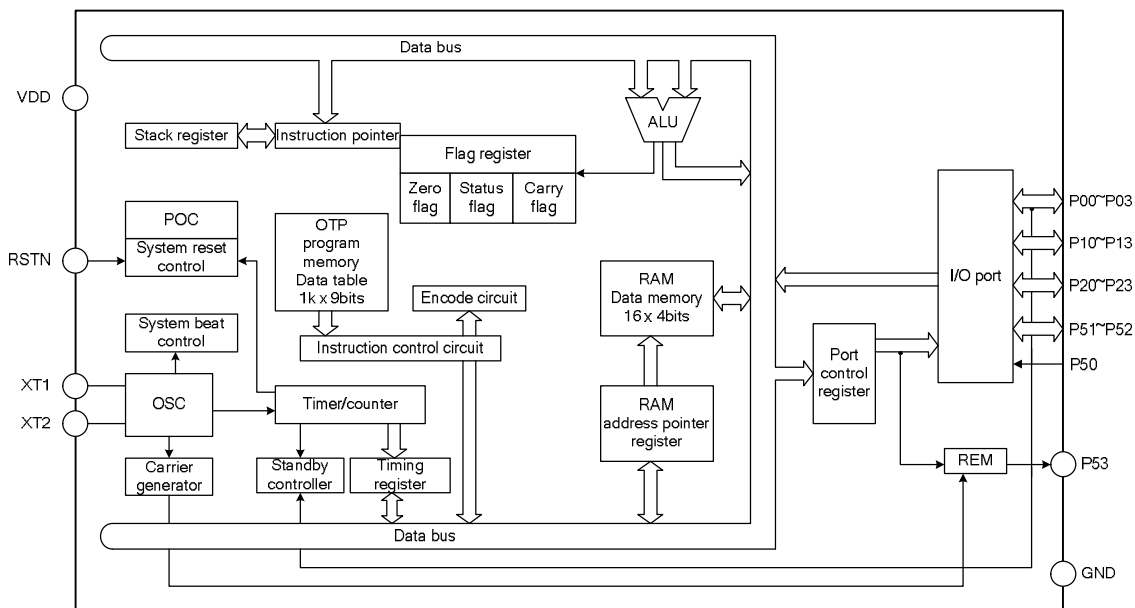 Data bus
VDD
ALU
Stack register
Instruction pointer
Flag register
Zero
flag
Status
flag
Carry
flag
P00~P03
P10~P13
P20~P23
P51~P52
P50
I/O port
POC
System reset
control
RSTN
OTP
program
memory
Data table
1k x 9bits
RAM
Data memory
16 x 4bits
Encode circuit
System beat
control
Instruction control circuit
Port
control
register
XT1
XT2
OSC
Timer/counter
RAM
address pointer
register
Carrier
generator
Standby
controller
Timing
register
REM
P53
Data bus
GND